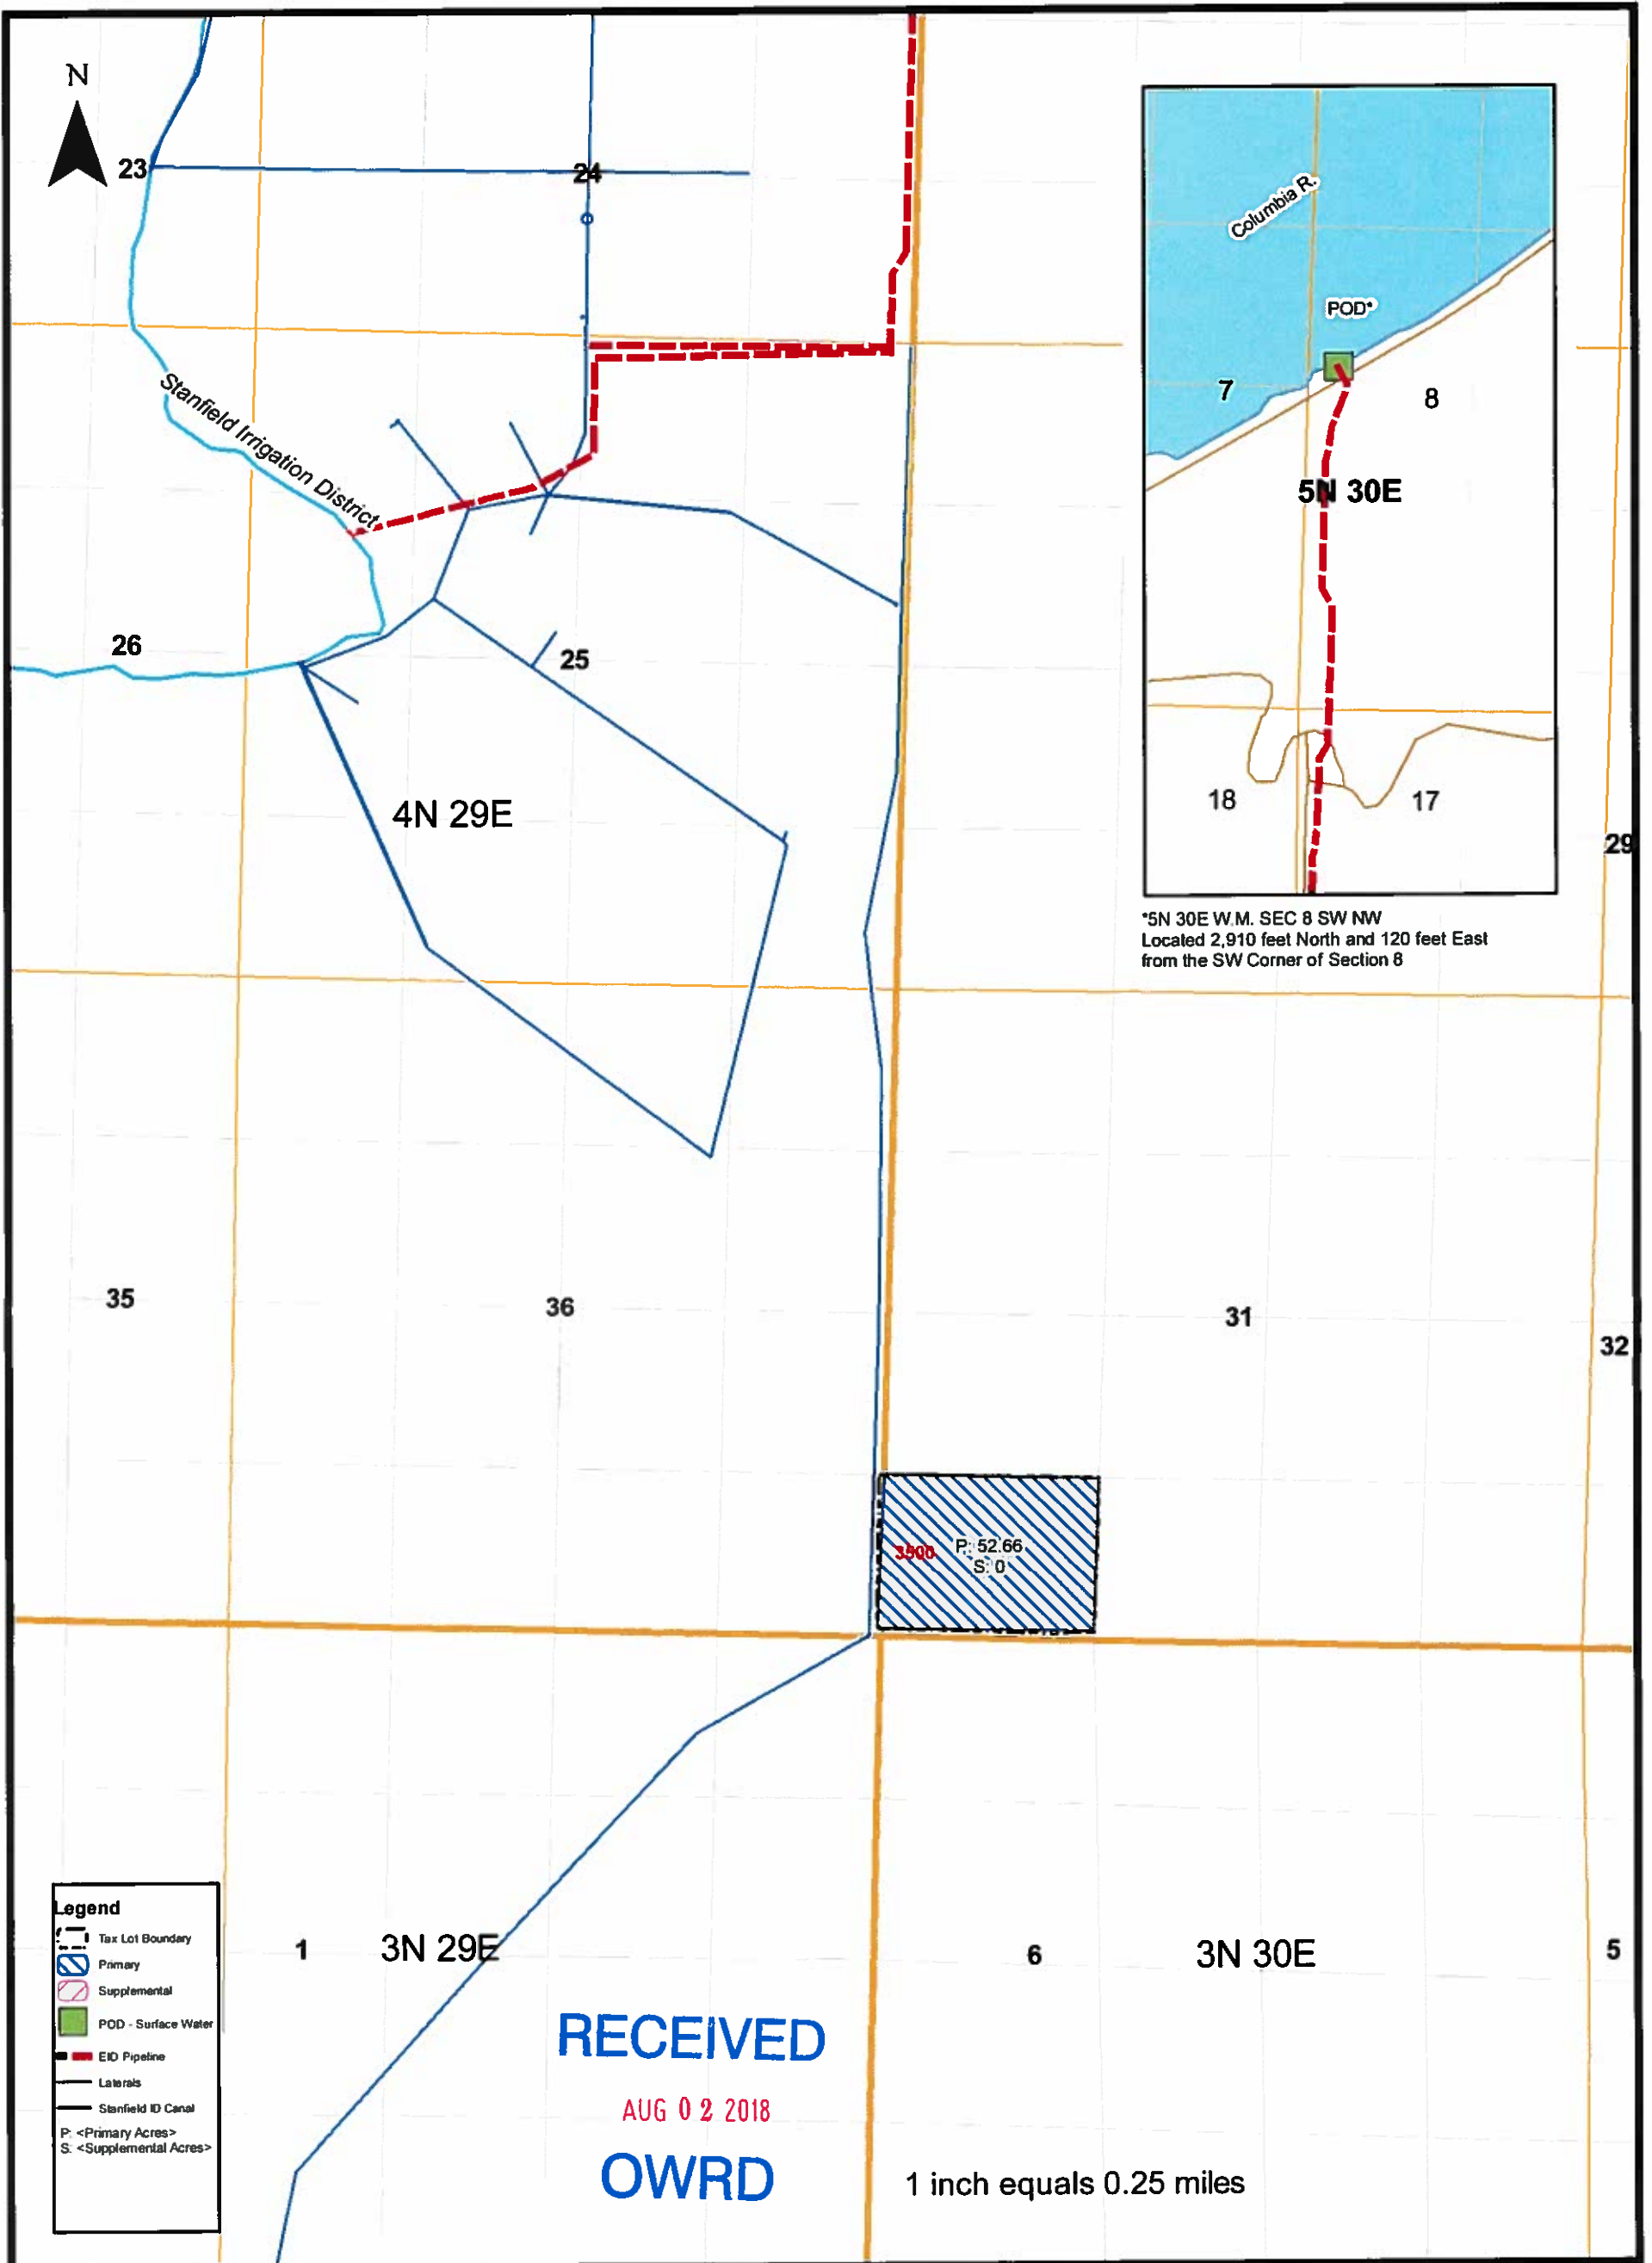 N
23
24
Columbia R.
POD*
7
8
5N 30E
18
17
*5N 30E W.M. SEC 8 SW NW
Located 2,910 feet North and 120 feet East
from the SW Corner of Section 8
Stanfield Irrigation District
26
25
29
4N 29E
35
36
31
32
3500
P: 52.66
S: 0
Legend
Tax Lot Boundary
Primary
Supplemental
POD - Surface Water
EID Pipeline
Laterals
Stanfield ID Canal
P: <Primary Acres>
S: <Supplemental Acres>
1
3N 29E
6
3N 30E
5
RECEIVED
AUG 02 2018
OWRD
1 inch equals 0.25 miles